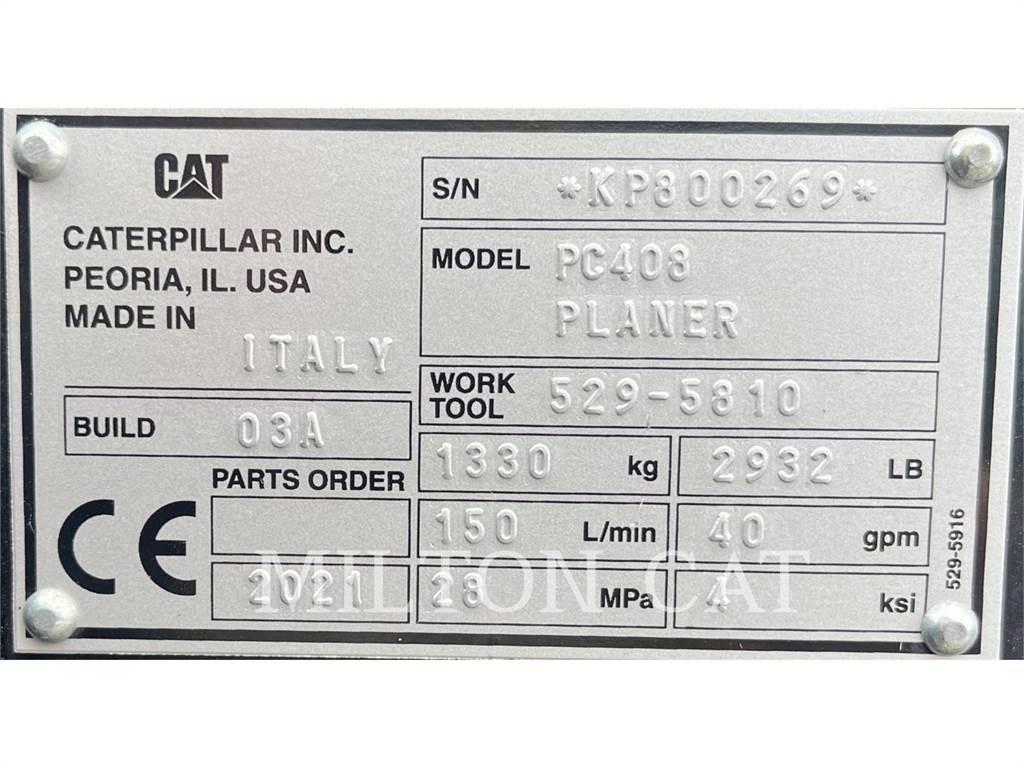 CAT
CATERPILLAR INC.
PEORIA, IL. USA
MADE IN
ITALY
BUILD 03A
PARTS ORDER
CE
2021
S/N *KP800269*
MODEL PC408
PLANER
WORK
TOOL 529-5810
1330 kg 2932 LB
150 L/min 40 gpm
28 MPa 4 ksi
529-5916
MILTON CAT